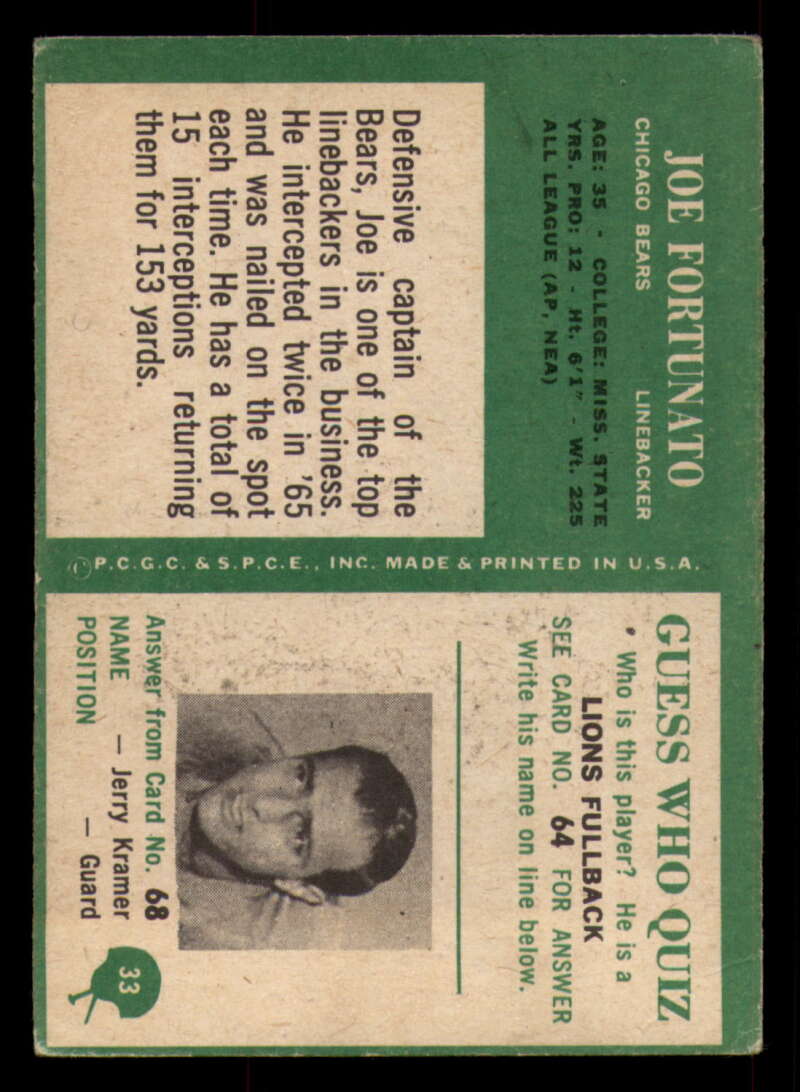 JOE FORTUNATO
CHICAGO BEARS LINEBACKER
AGE: 35 - COLLEGE: MISS. STATE
YRS. PRO: 12 - Ht. 6'1" - Wt. 225
ALL LEAGUE (AP, NEA)
Defensive captain of the
Bears, Joe is one of the top
linebackers in the business.
He intercepted twice in '65
and was nailed on the spot
each time. He has a total of
15 interceptions returning
them for 153 yards.
© P.C.G.C. & S.P.C.E., INC. MADE & PRINTED IN U.S.A.
GUESS WHO QUIZ
• Who is this player? He is a
LIONS FULLBACK
SEE CARD NO. 64 FOR ANSWER
Write his name on line below.
Answer from Card No. 68
NAME — Jerry Kramer
POSITION — Guard
33